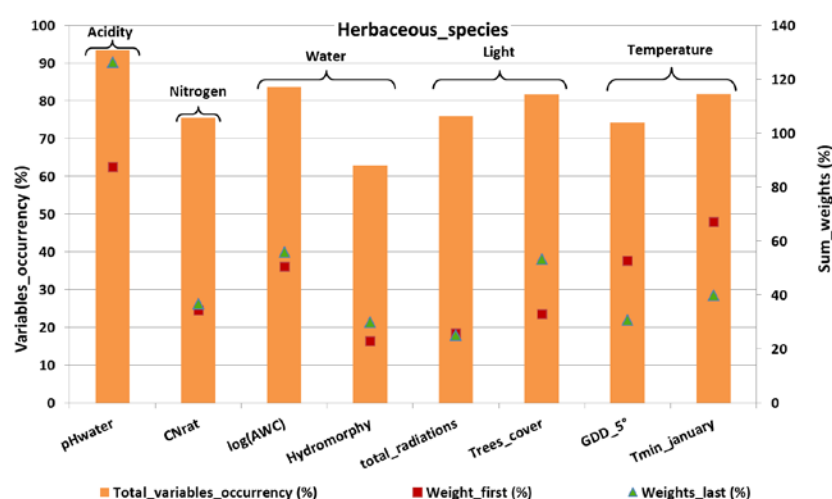 Herbaceous_species
Acidity
Nitrogen
Water
Light
Temperature
Variables_occurrency (%)
100
90
80
70
60
50
40
30
20
10
0
Sum_weights (%)
140
120
100
80
60
40
20
0
pHwater
CNrat
log(AWC)
Hydromorphy
total_radiations
Trees_cover
GDD_5°
Tmin_january
Total_variables_occurrency (%)
Weight_first (%)
Weights_last (%)